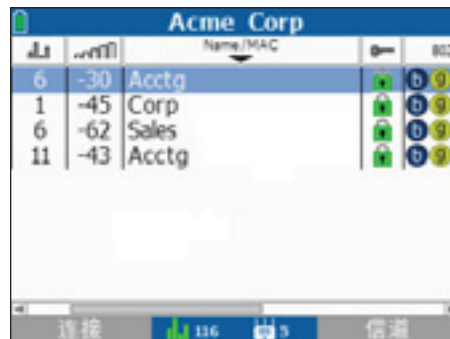 Acme Corp
Name/MAC 802
6 -30 Acctg b g
1 -45 Corp b g
6 -62 Sales b g
11 -43 Acctg b g
连接 116 5 信道